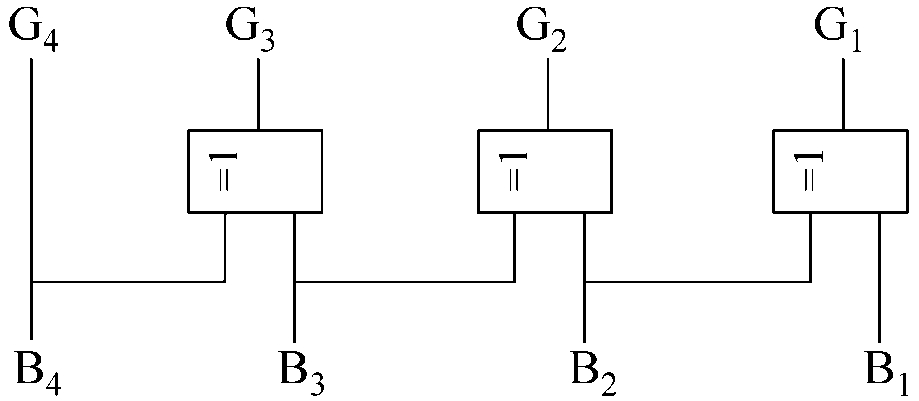 G₄ G₃ G₂ G₁
=1 =1 =1
B₄ B₃ B₂ B₁